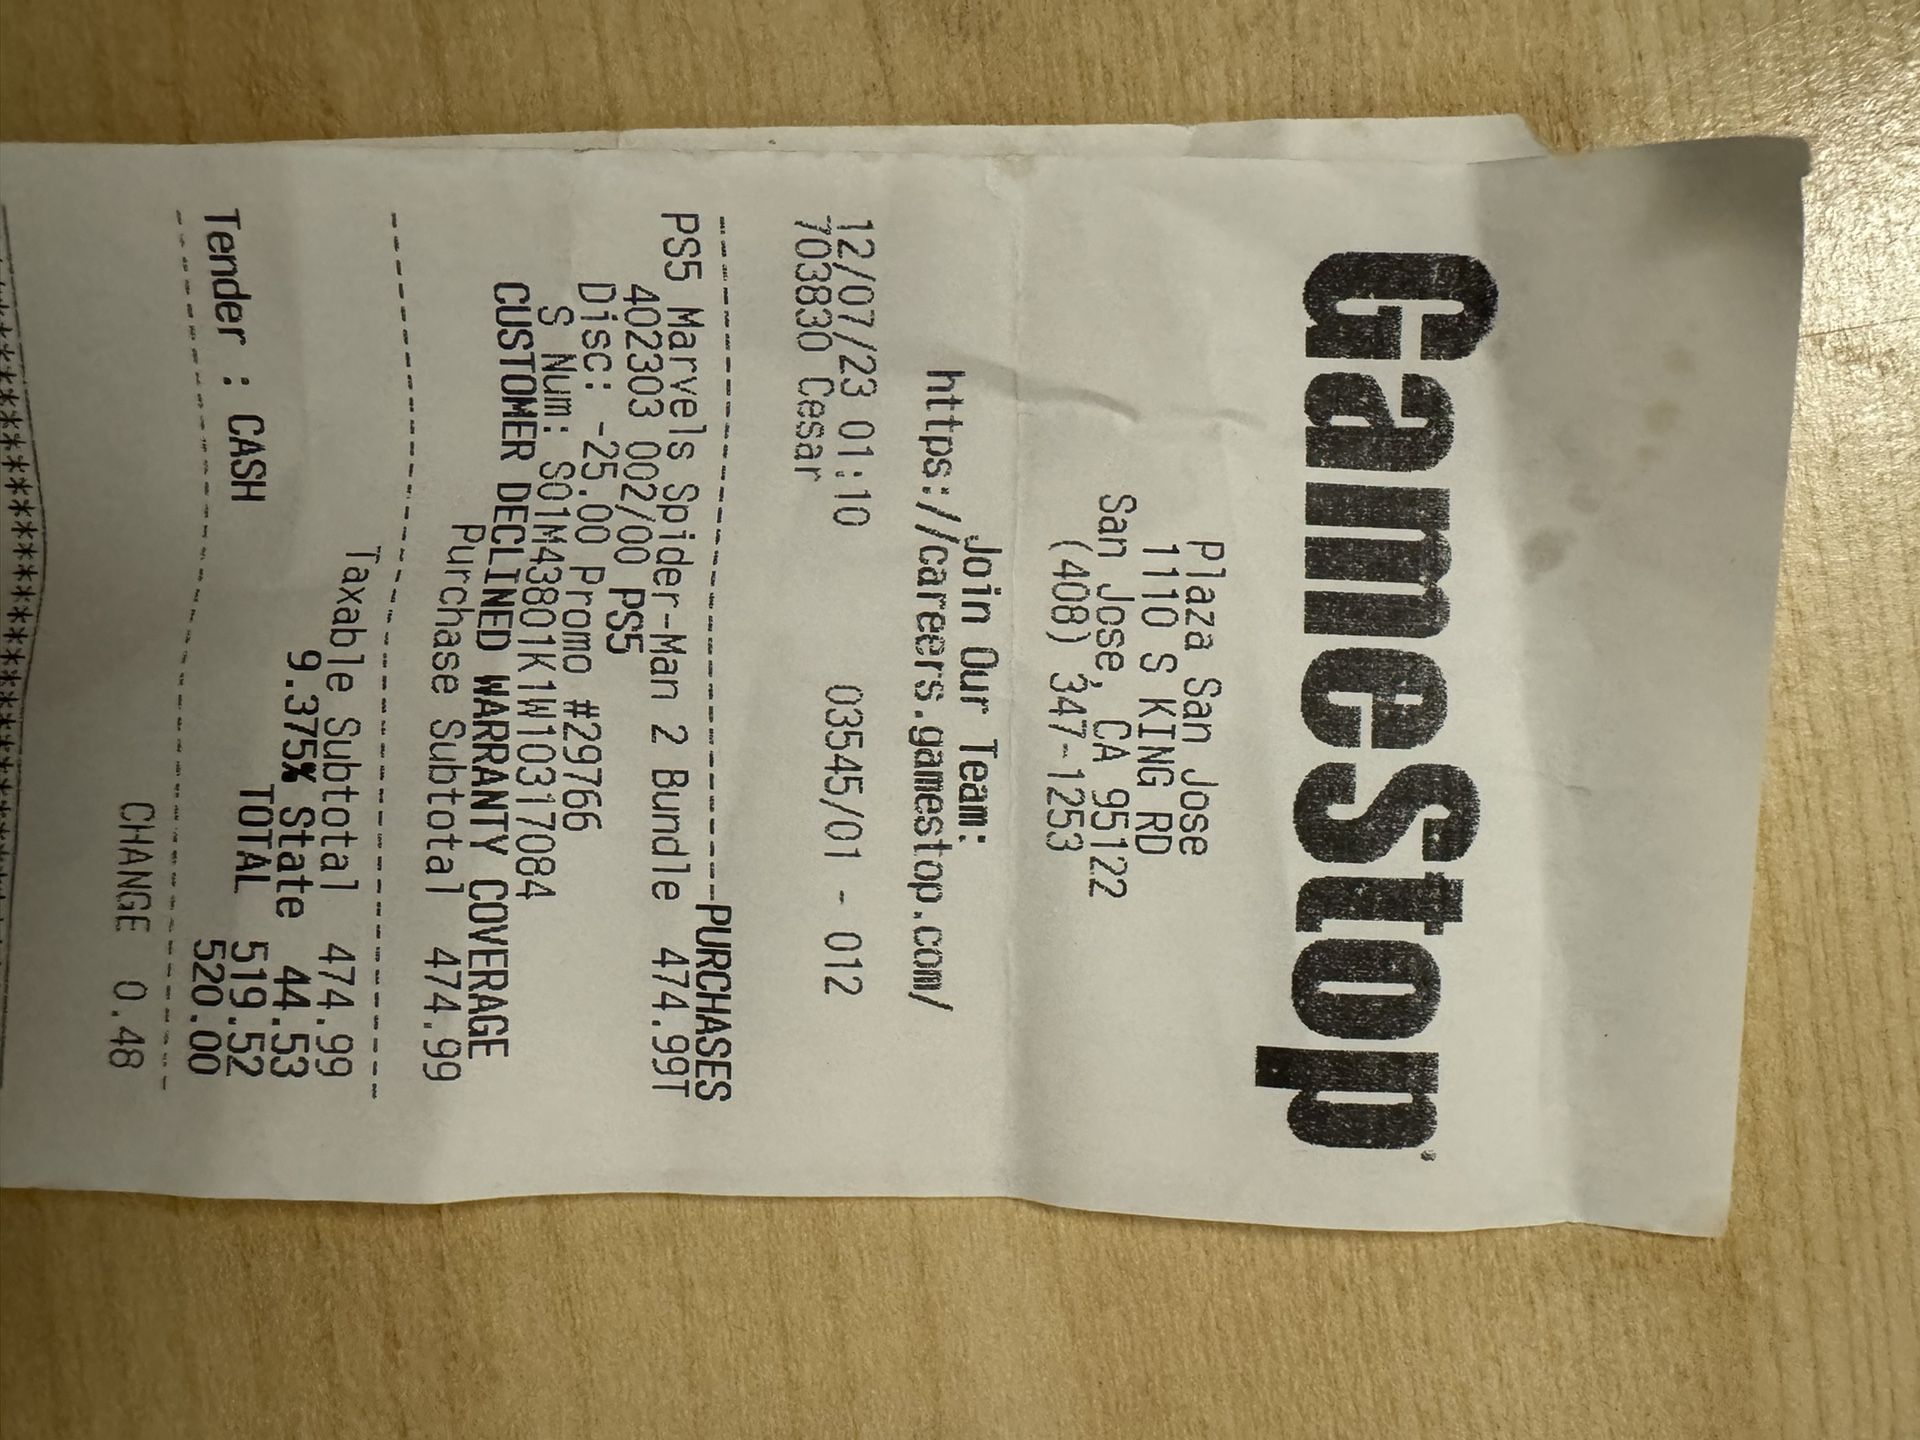 GameStop
Plaza San Jose
1110 S KING RD
San Jose, CA 95122
(408) 347-1253
Join Our Team:
https://careers.gamestop.com/
12/07/23 01:10 03545/01 - 012
703830 Cesar
--------------------------------PURCHASES
PS5 Marvels Spider-Man 2 Bundle 474.99T
402303 002/00 PS5
Disc: -25.00 Promo #29766
S Num: S01M43801K1W10317084
CUSTOMER DECLINED WARRANTY COVERAGE
Purchase Subtotal 474.99
-----------------------------------------
Taxable Subtotal 474.99
9.375% State 44.53
TOTAL 519.52
Tender : CASH 520.00
-----------------------------------------
CHANGE 0.48